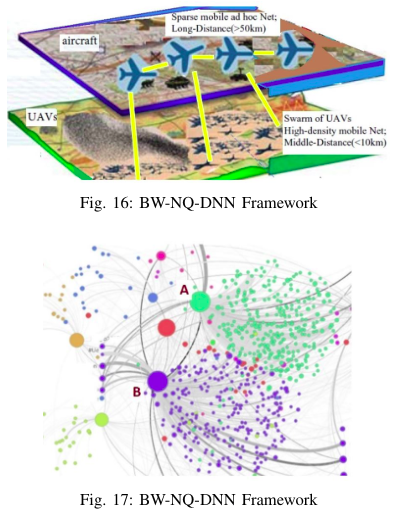 Sparse mobile ad hoc Net;
Long-Distance(>50km)
aircraft
UAVs
Swarm of UAVs
High-density mobile Net;
Middle-Distance(<10km)
Fig. 16: BW-NQ-DNN Framework
A
B
Fig. 17: BW-NQ-DNN Framework